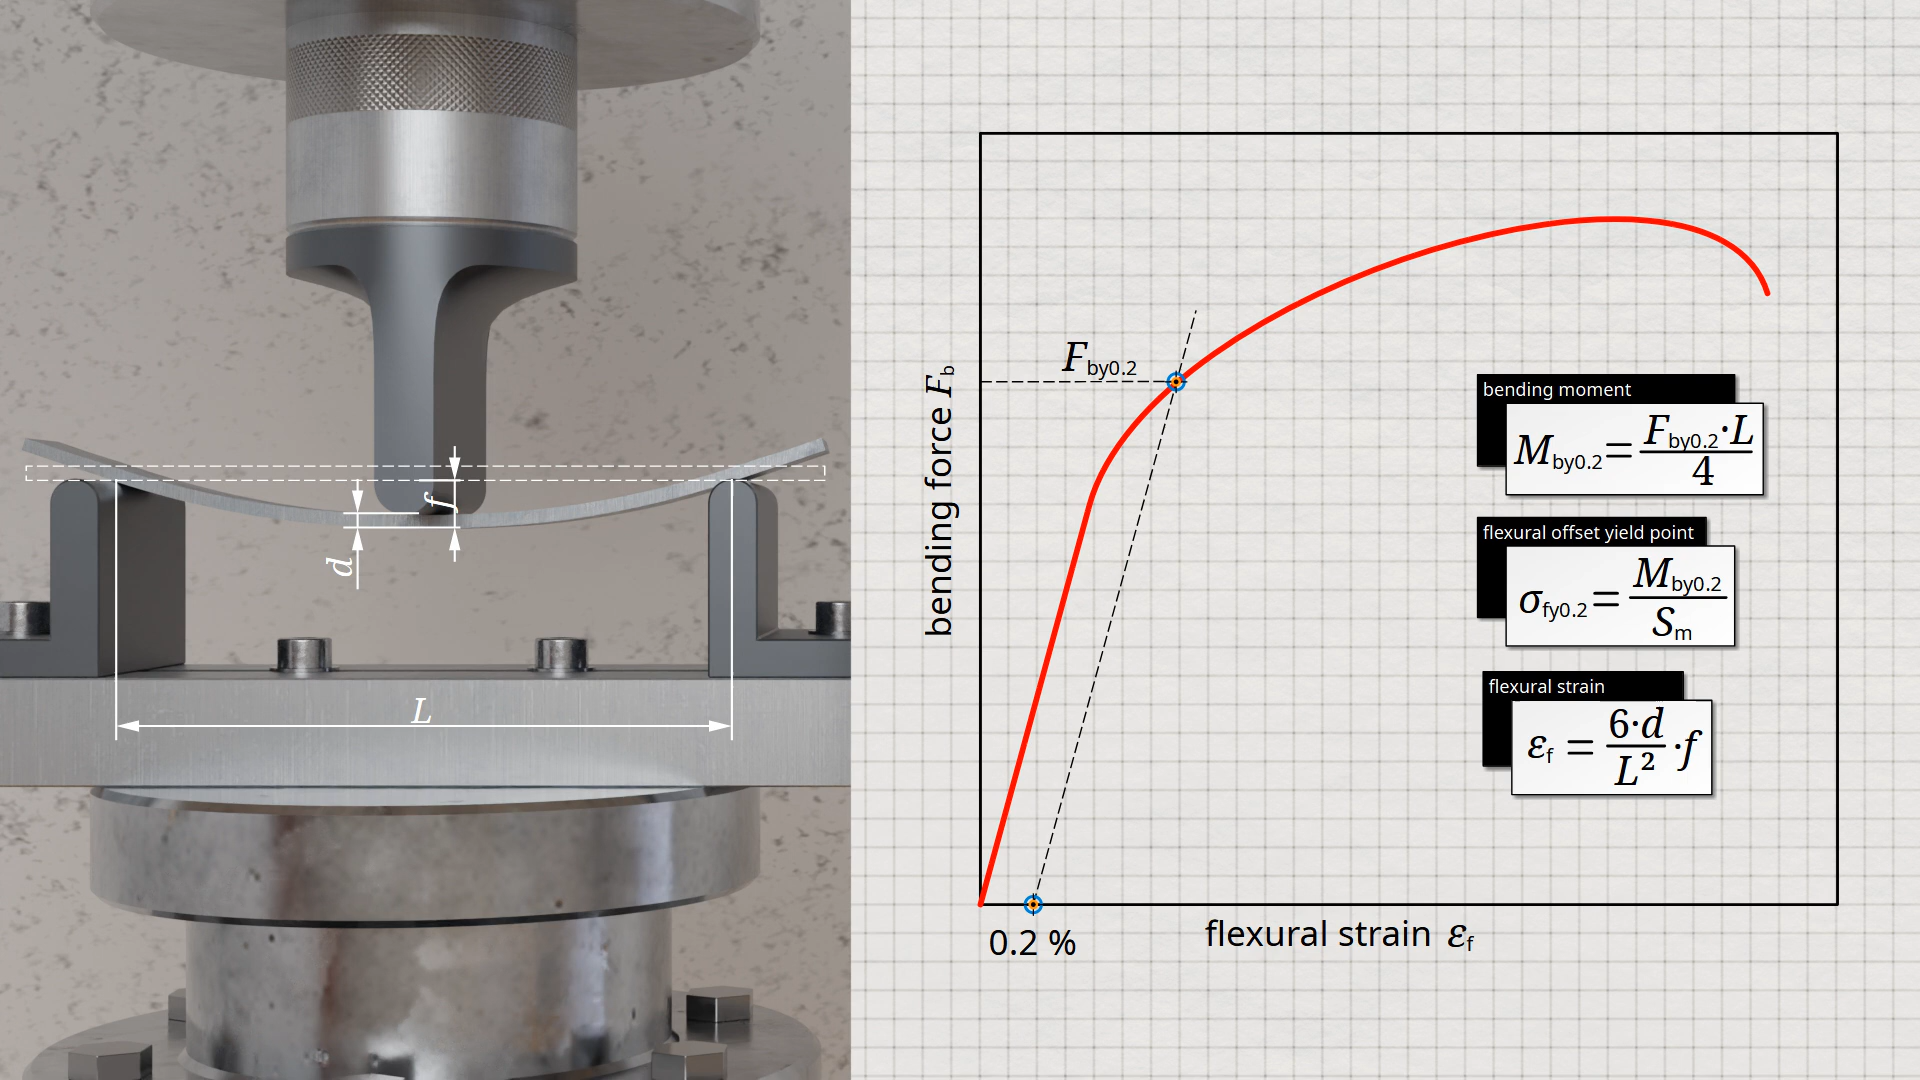 f
d
L
bending force F_b
F_by0.2
0.2 %
flexural strain ε_f
bending moment
M_by0.2 = F_by0.2·L / 4
flexural offset yield point
σ_fy0.2 = M_by0.2 / S_m
flexural strain
ε_f = 6·d / L² ·f